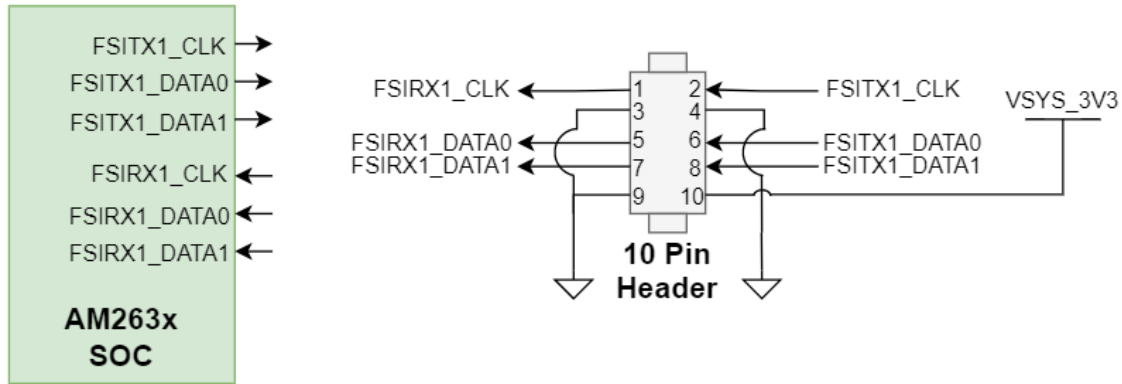 FSITX1_CLK
FSITX1_DATA0
FSITX1_DATA1
FSIRX1_CLK
FSIRX1_DATA0
FSIRX1_DATA1
AM263x
SOC
FSIRX1_CLK 1 2 FSITX1_CLK
VSYS_3V3
3 4
FSIRX1_DATA0 5 6 FSITX1_DATA0
FSIRX1_DATA1 7 8 FSITX1_DATA1
9 10
10 Pin
Header